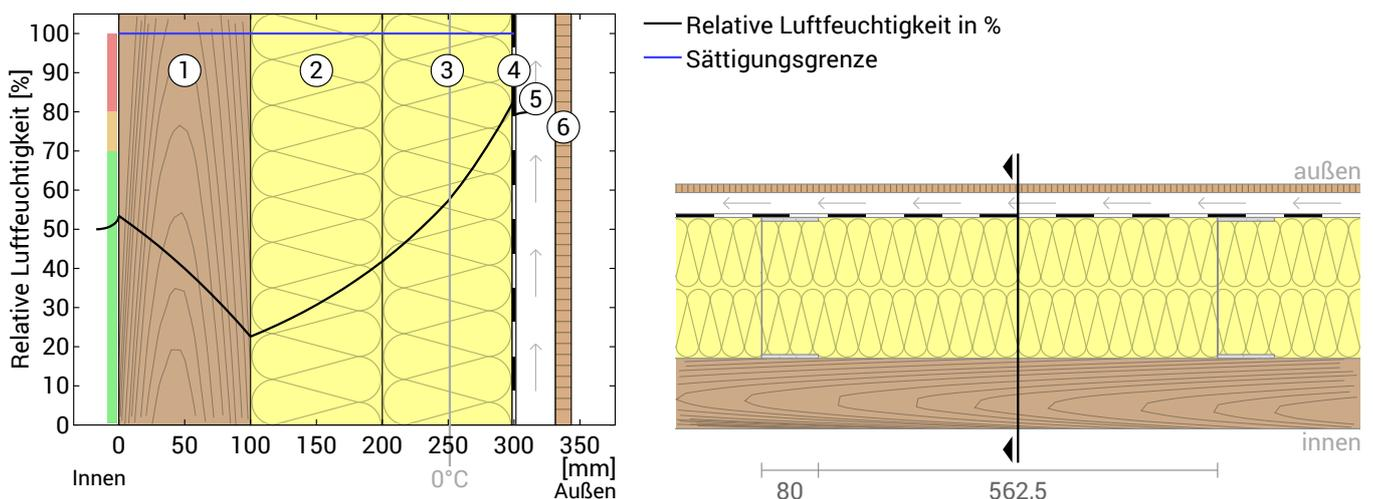 Relative Luftfeuchtigkeit [%]
100
90
80
70
60
50
40
30
20
10
0
1
2
3
4
5
6
0 50 100 150 200 250 300 350
[mm]
Innen
0°C
Außen
Relative Luftfeuchtigkeit in %
Sättigungsgrenze
außen
innen
80
562.5